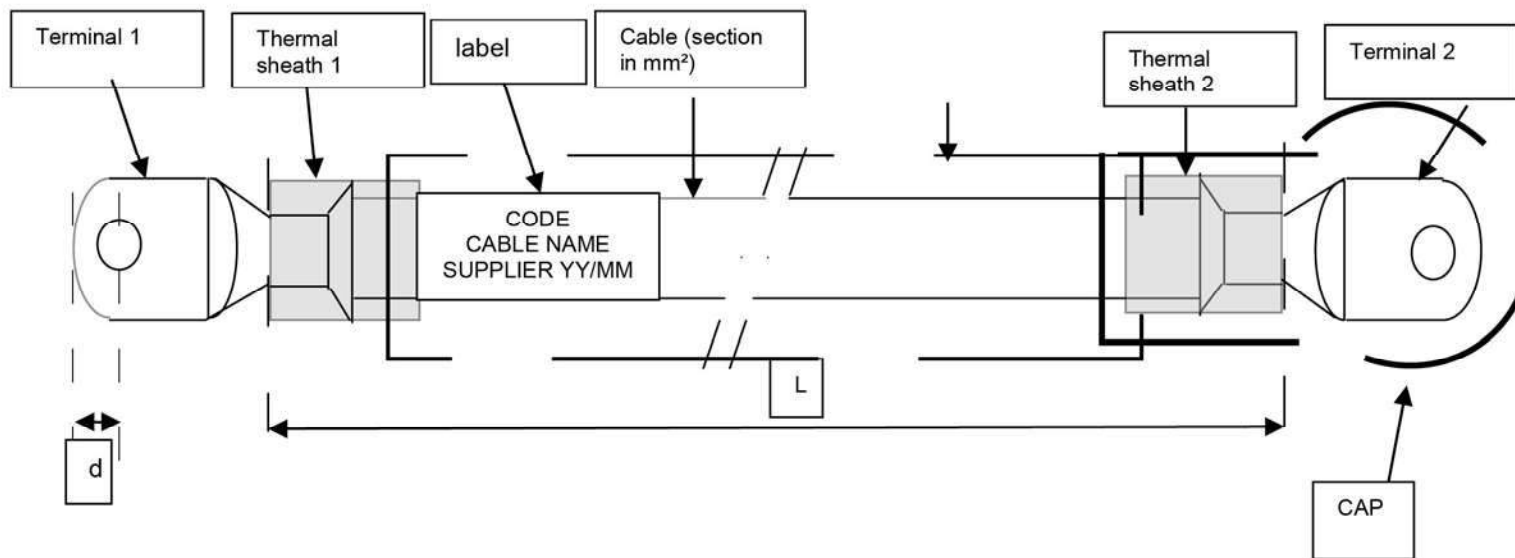 Terminal 1
Thermal
sheath 1
label
Cable (section
in mm²)
Thermal
sheath 2
Terminal 2
CODE
CABLE NAME
SUPPLIER YY/MM
L
d
CAP